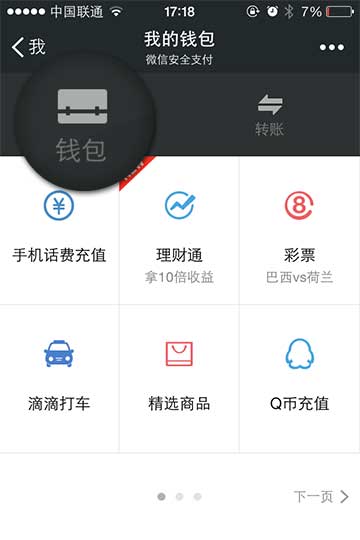 中国联通 17:18 7%
我 我的钱包
微信安全支付
钱包 转账
手机话费充值 理财通 彩票
拿10倍收益 巴西vs荷兰
滴滴打车 精选商品 Q币充值
下一页